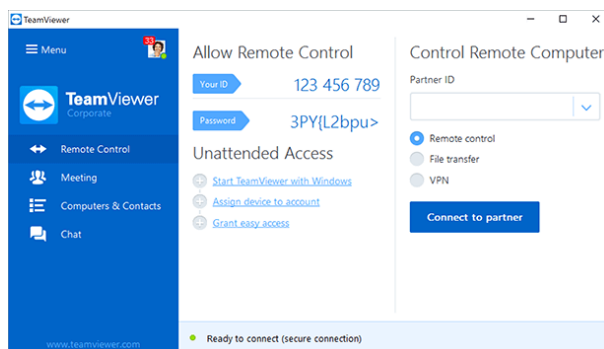 TeamViewer
Menu
33
TeamViewer
Corporate
Remote Control
Meeting
Computers & Contacts
Chat
www.teamviewer.com
Allow Remote Control
Your ID 123 456 789
Password 3PY{L2bpu>
Unattended Access
Start TeamViewer with Windows
Assign device to account
Grant easy access
Control Remote Computer
Partner ID
Remote control
File transfer
VPN
Connect to partner
Ready to connect (secure connection)